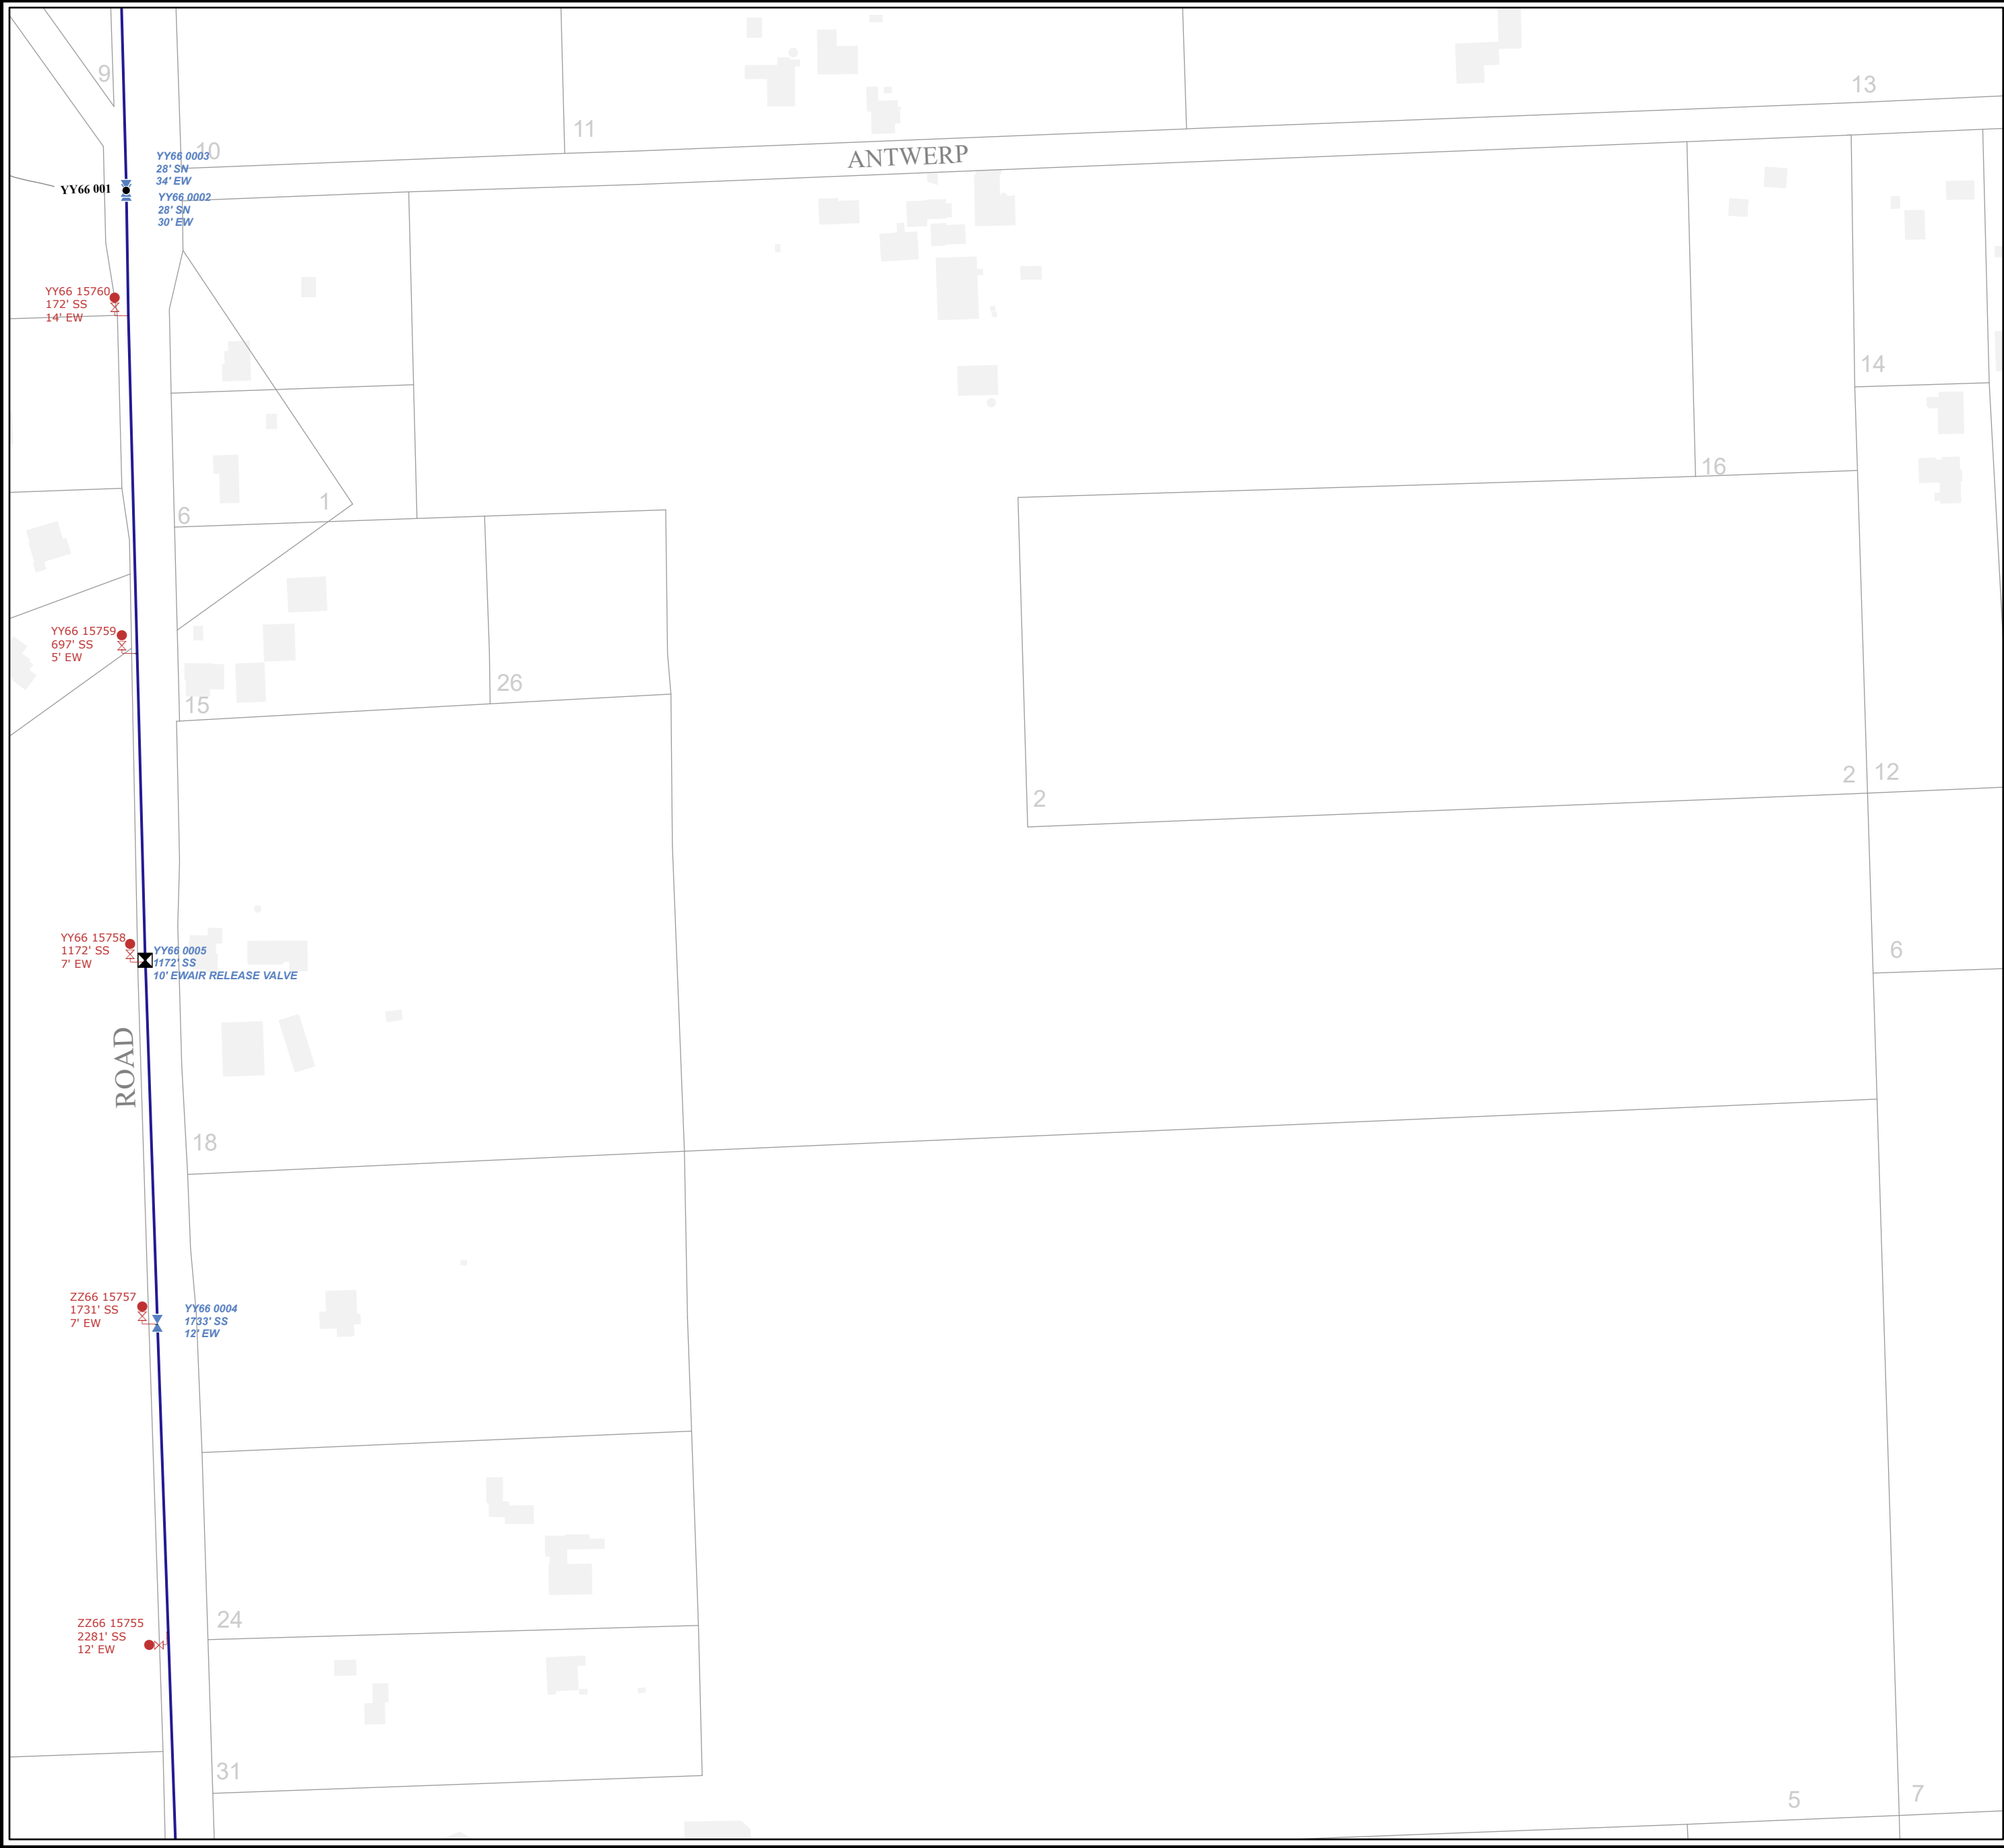 9
13
11
10
ANTWERP
YY66 0003
28' SN
34' EW
YY66 001
YY66 0002
28' SN
30' EW
YY66 15760
172' SS
14' EW
14
16
1
6
YY66 15759
697' SS
5' EW
26
15
2
12
2
YY66 15758
1172' SS
7' EW
YY66 0005
1172' SS
10' EWAIR RELEASE VALVE
6
ROAD
18
ZZ66 15757
1731' SS
7' EW
YY66 0004
1733' SS
12' EW
24
ZZ66 15755
2281' SS
12' EW
31
5
7